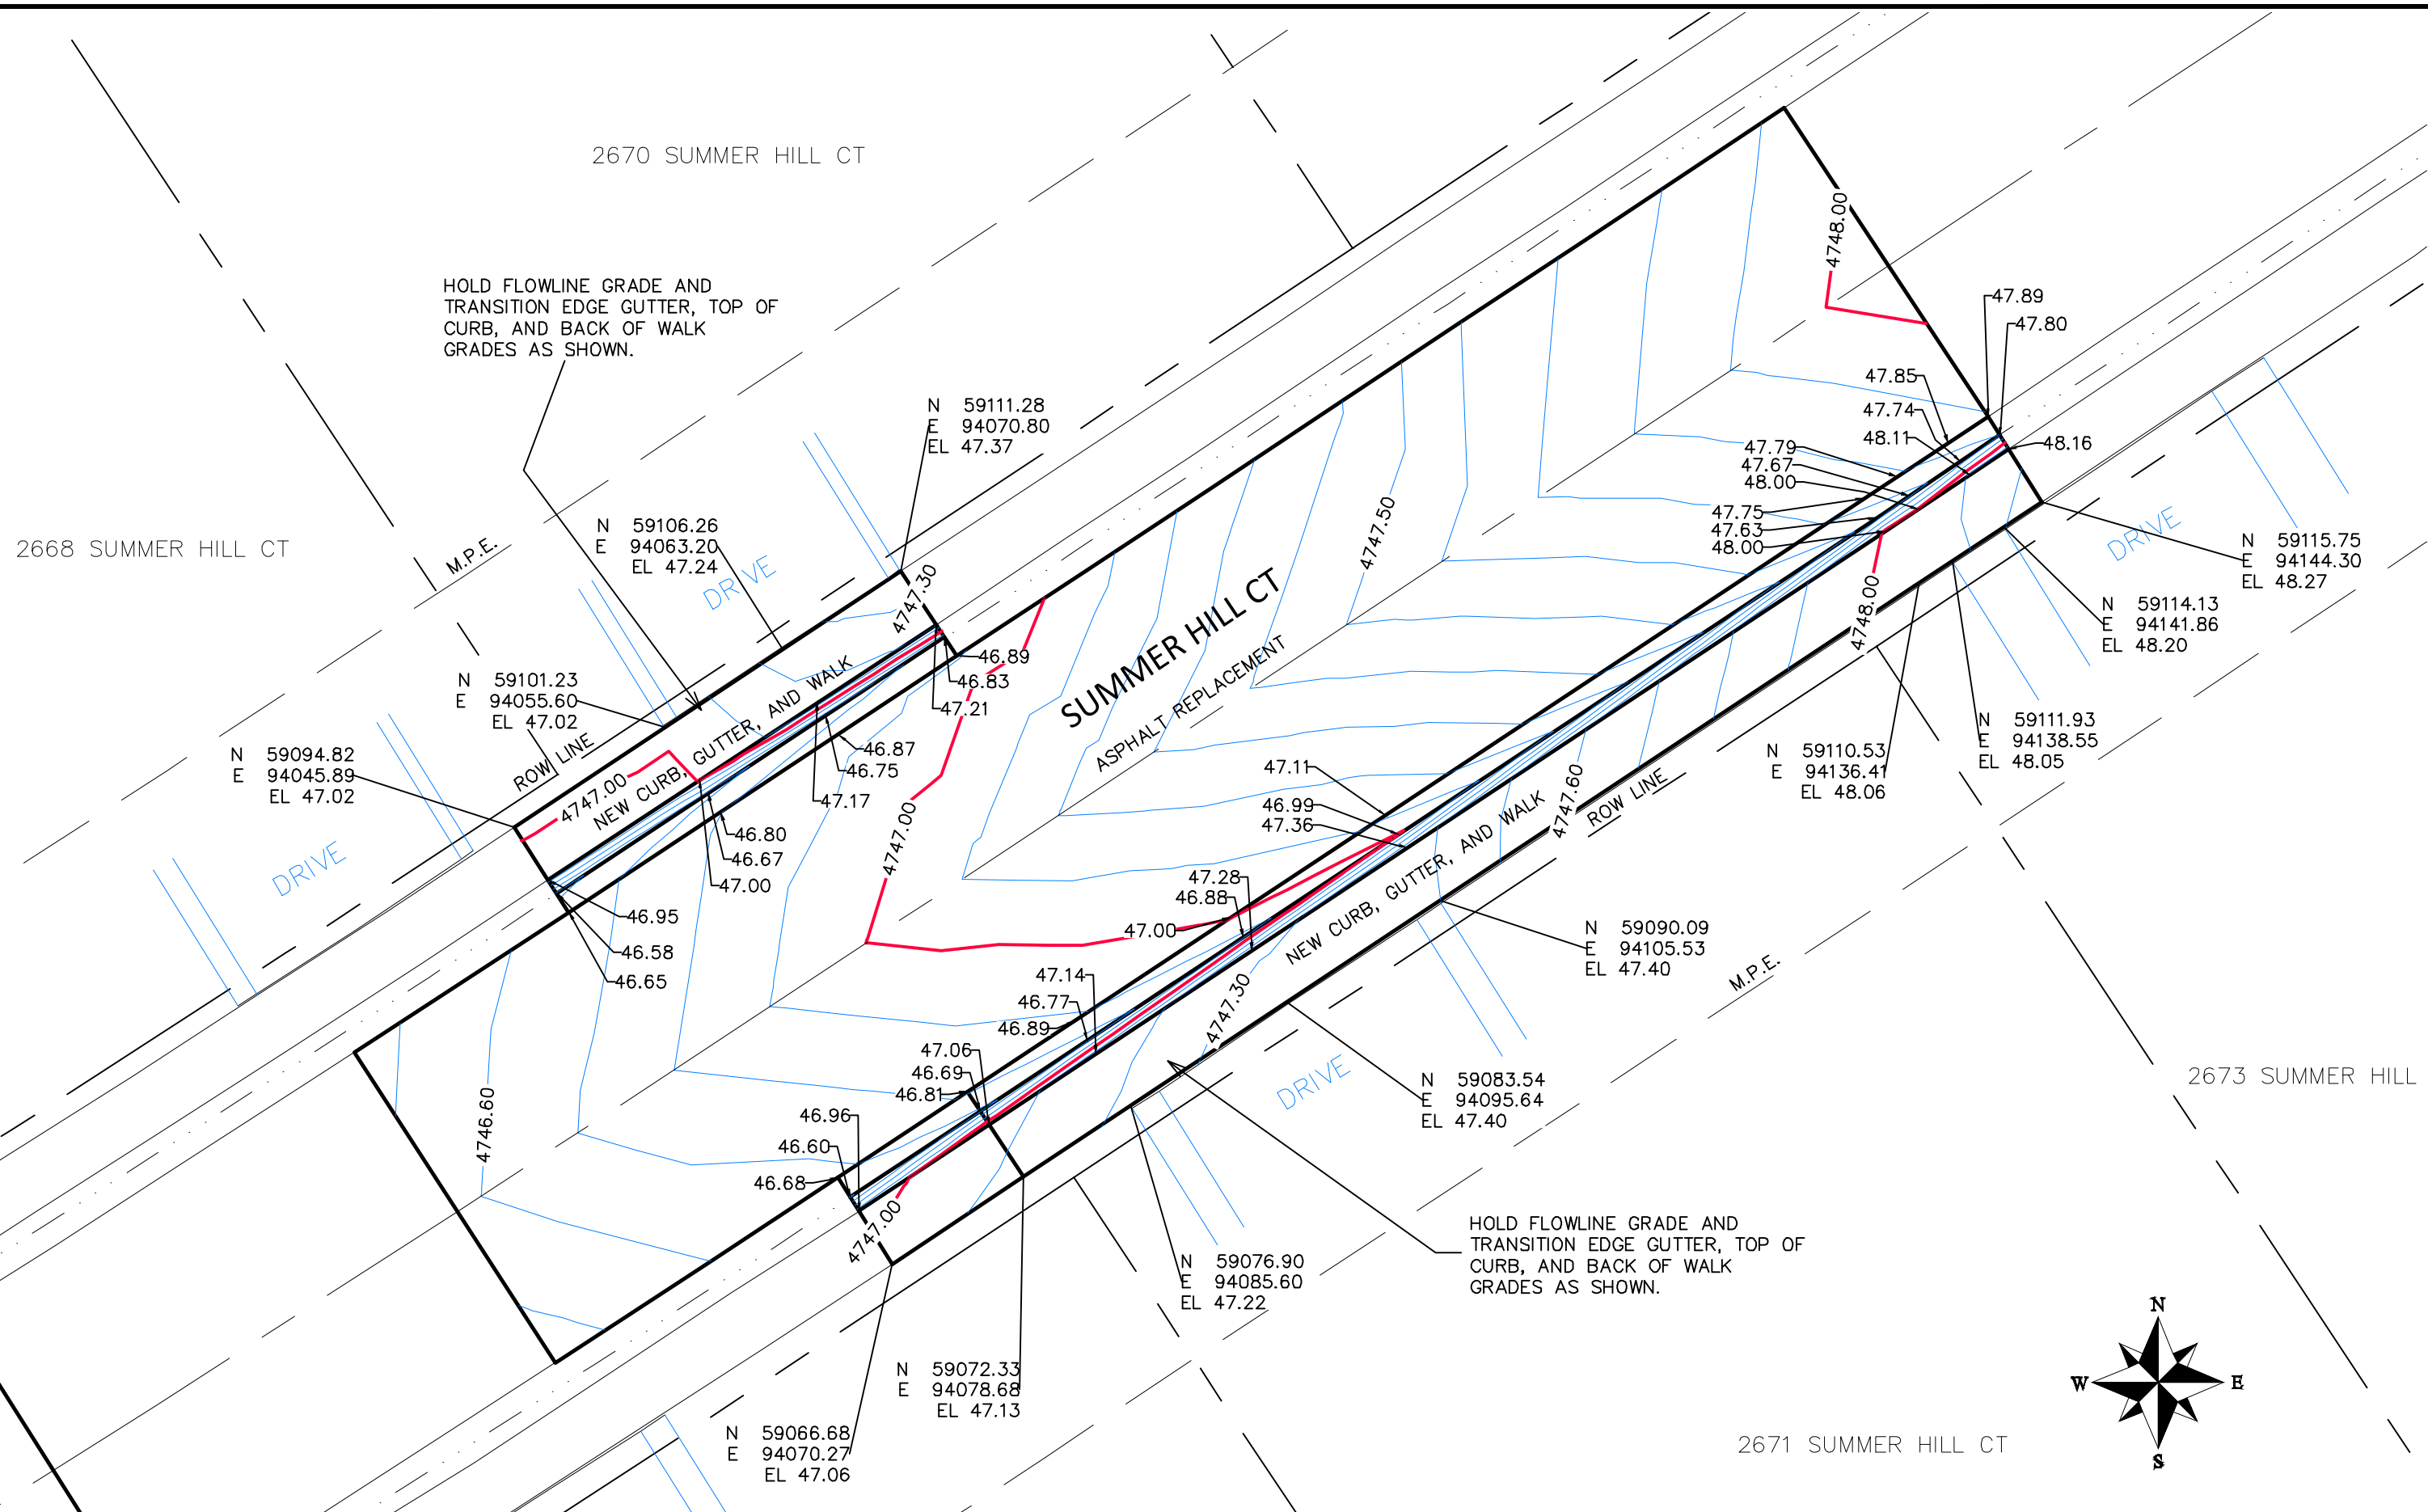 2670 SUMMER HILL CT
4748.00
HOLD FLOWLINE GRADE AND
TRANSITION EDGE GUTTER, TOP OF
CURB, AND BACK OF WALK
GRADES AS SHOWN.
47.89
47.80
47.85
47.74
48.11
48.16
47.79
47.67
48.00
47.75
47.63
48.00
N 59111.28
E 94070.80
EL 47.37
N 59106.26
E 94063.20
EL 47.24
2668 SUMMER HILL CT
M.P.E.
DRIVE
4747.30
4747.50
DRIVE
N 59115.75
E 94144.30
EL 48.27
N 59114.13
E 94141.86
EL 48.20
4748.00
SUMMER HILL CT
ASPHALT REPLACEMENT
46.89
46.83
47.21
N 59101.23
E 94055.60
EL 47.02
ROW LINE
NEW CURB, GUTTER, AND WALK
N 59094.82
E 94045.89
EL 47.02
4747.00
46.87
46.75
47.17
46.80
46.67
47.00
4747.00
N 59111.93
E 94138.55
EL 48.05
N 59110.53
E 94136.41
EL 48.06
47.11
46.99
47.36
4747.60
ROW LINE
NEW CURB, GUTTER, AND WALK
DRIVE
46.95
46.58
46.65
47.28
46.88
47.00
N 59090.09
E 94105.53
EL 47.40
M.P.E.
47.14
46.77
46.89
4747.30
47.06
46.69
46.81
46.96
46.60
46.68
4746.60
4747.00
DRIVE
N 59083.54
E 94095.64
EL 47.40
2673 SUMMER HILL
HOLD FLOWLINE GRADE AND
TRANSITION EDGE GUTTER, TOP OF
CURB, AND BACK OF WALK
GRADES AS SHOWN.
N 59076.90
E 94085.60
EL 47.22
N 59072.33
E 94078.68
EL 47.13
N 59066.68
E 94070.27
EL 47.06
2671 SUMMER HILL CT
N
W E
S